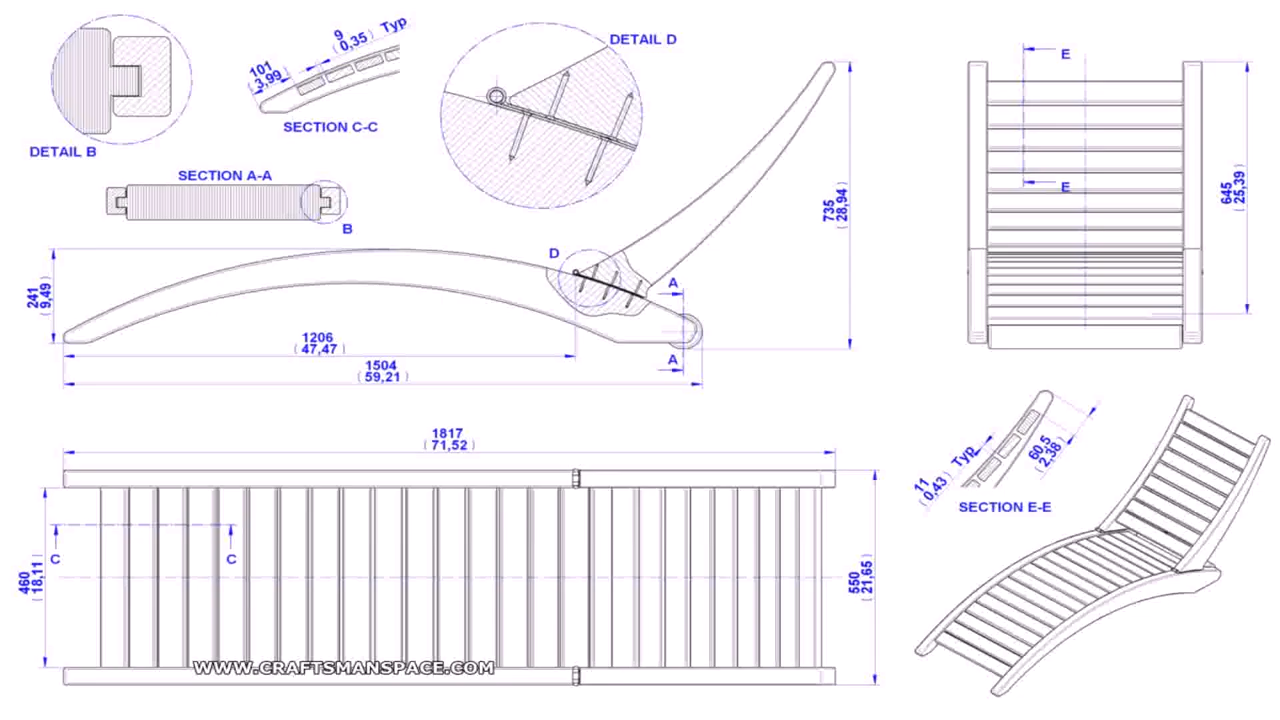 DETAIL B
101
( 3,99 )
9
( 0,35 ) Typ
SECTION C-C
DETAIL D
SECTION A-A
B
241
( 9,49 )
D
A
A
1206
( 47,47 )
1504
( 59,21 )
735
( 28,94 )
E
E
645
( 25,39 )
1817
( 71,52 )
C
C
460
( 18,11 )
550
( 21,65 )
WWW.CRAFTSMANSPACE.COM
11
( 0,43 ) Typ
60,5
( 2,38 )
SECTION E-E